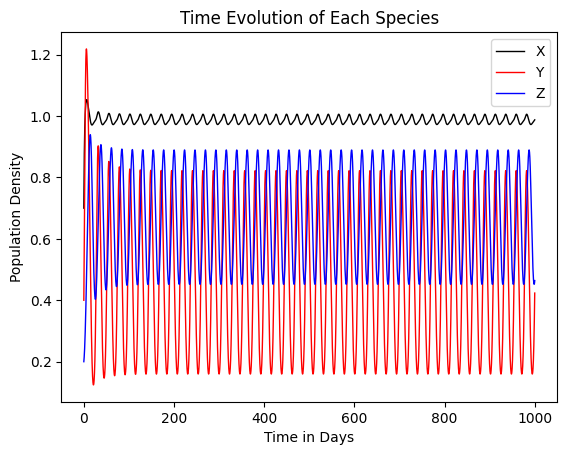 Time Evolution of Each Species
Population Density
1.2
1.0
0.8
0.6
0.4
0.2
X
Y
Z
0
200
400
600
800
1000
Time in Days